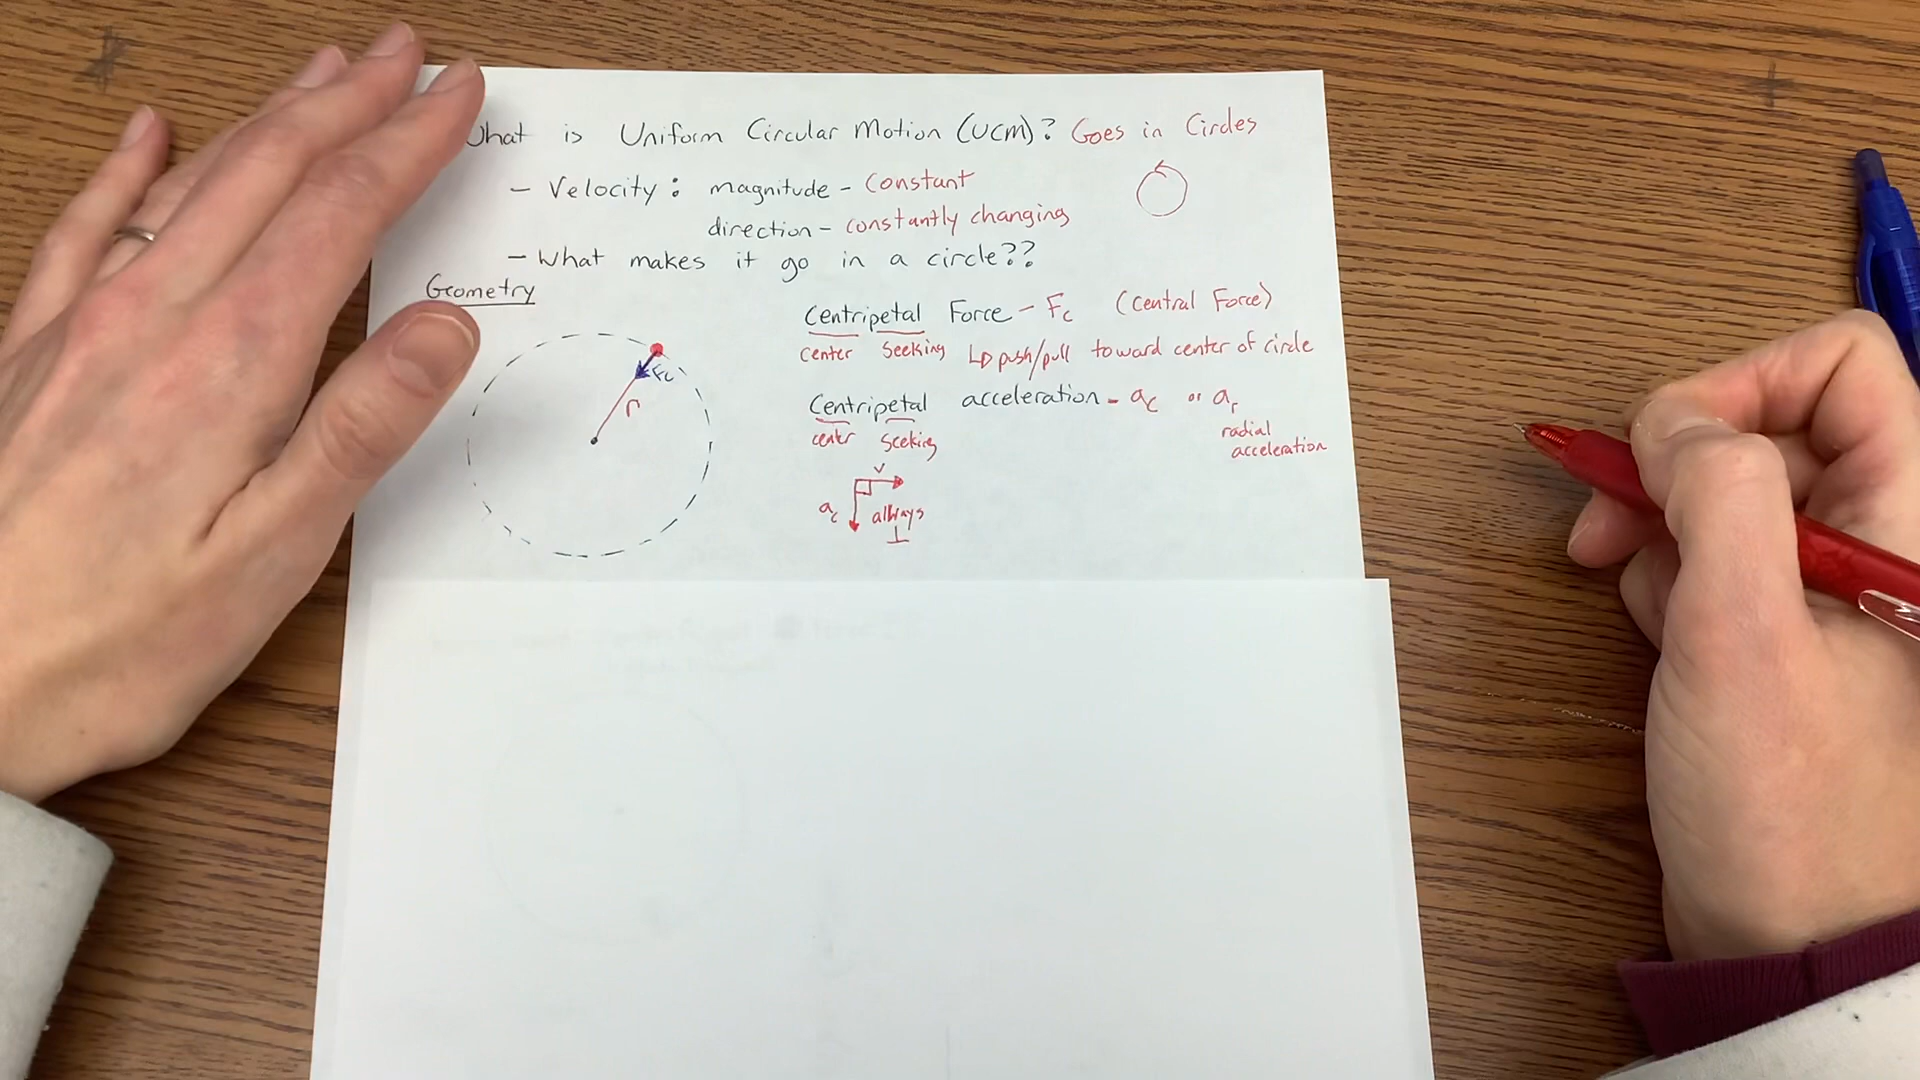 What is Uniform Circular Motion (UCM)? Goes in Circles
- Velocity: magnitude - constant
direction - constantly changing
- What makes it go in a circle??
Geometry
Fc
r
Centripetal Force - Fc (Central Force)
center seeking ↳ push/pull toward center of circle
Centripetal acceleration - ac or ar
center seeking radial
acceleration
v
ac always
⊥